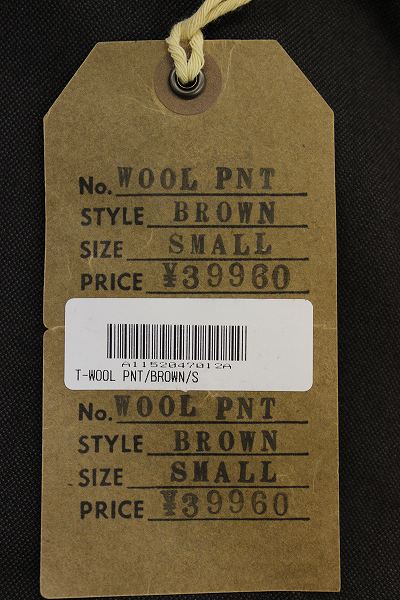 No. WOOL PNT
STYLE BROWN
SIZE SMALL
PRICE ¥39960
A1152047012A
T-WOOL PNT/BROWN/S
No. WOOL PNT
STYLE BROWN
SIZE SMALL
PRICE ¥39960